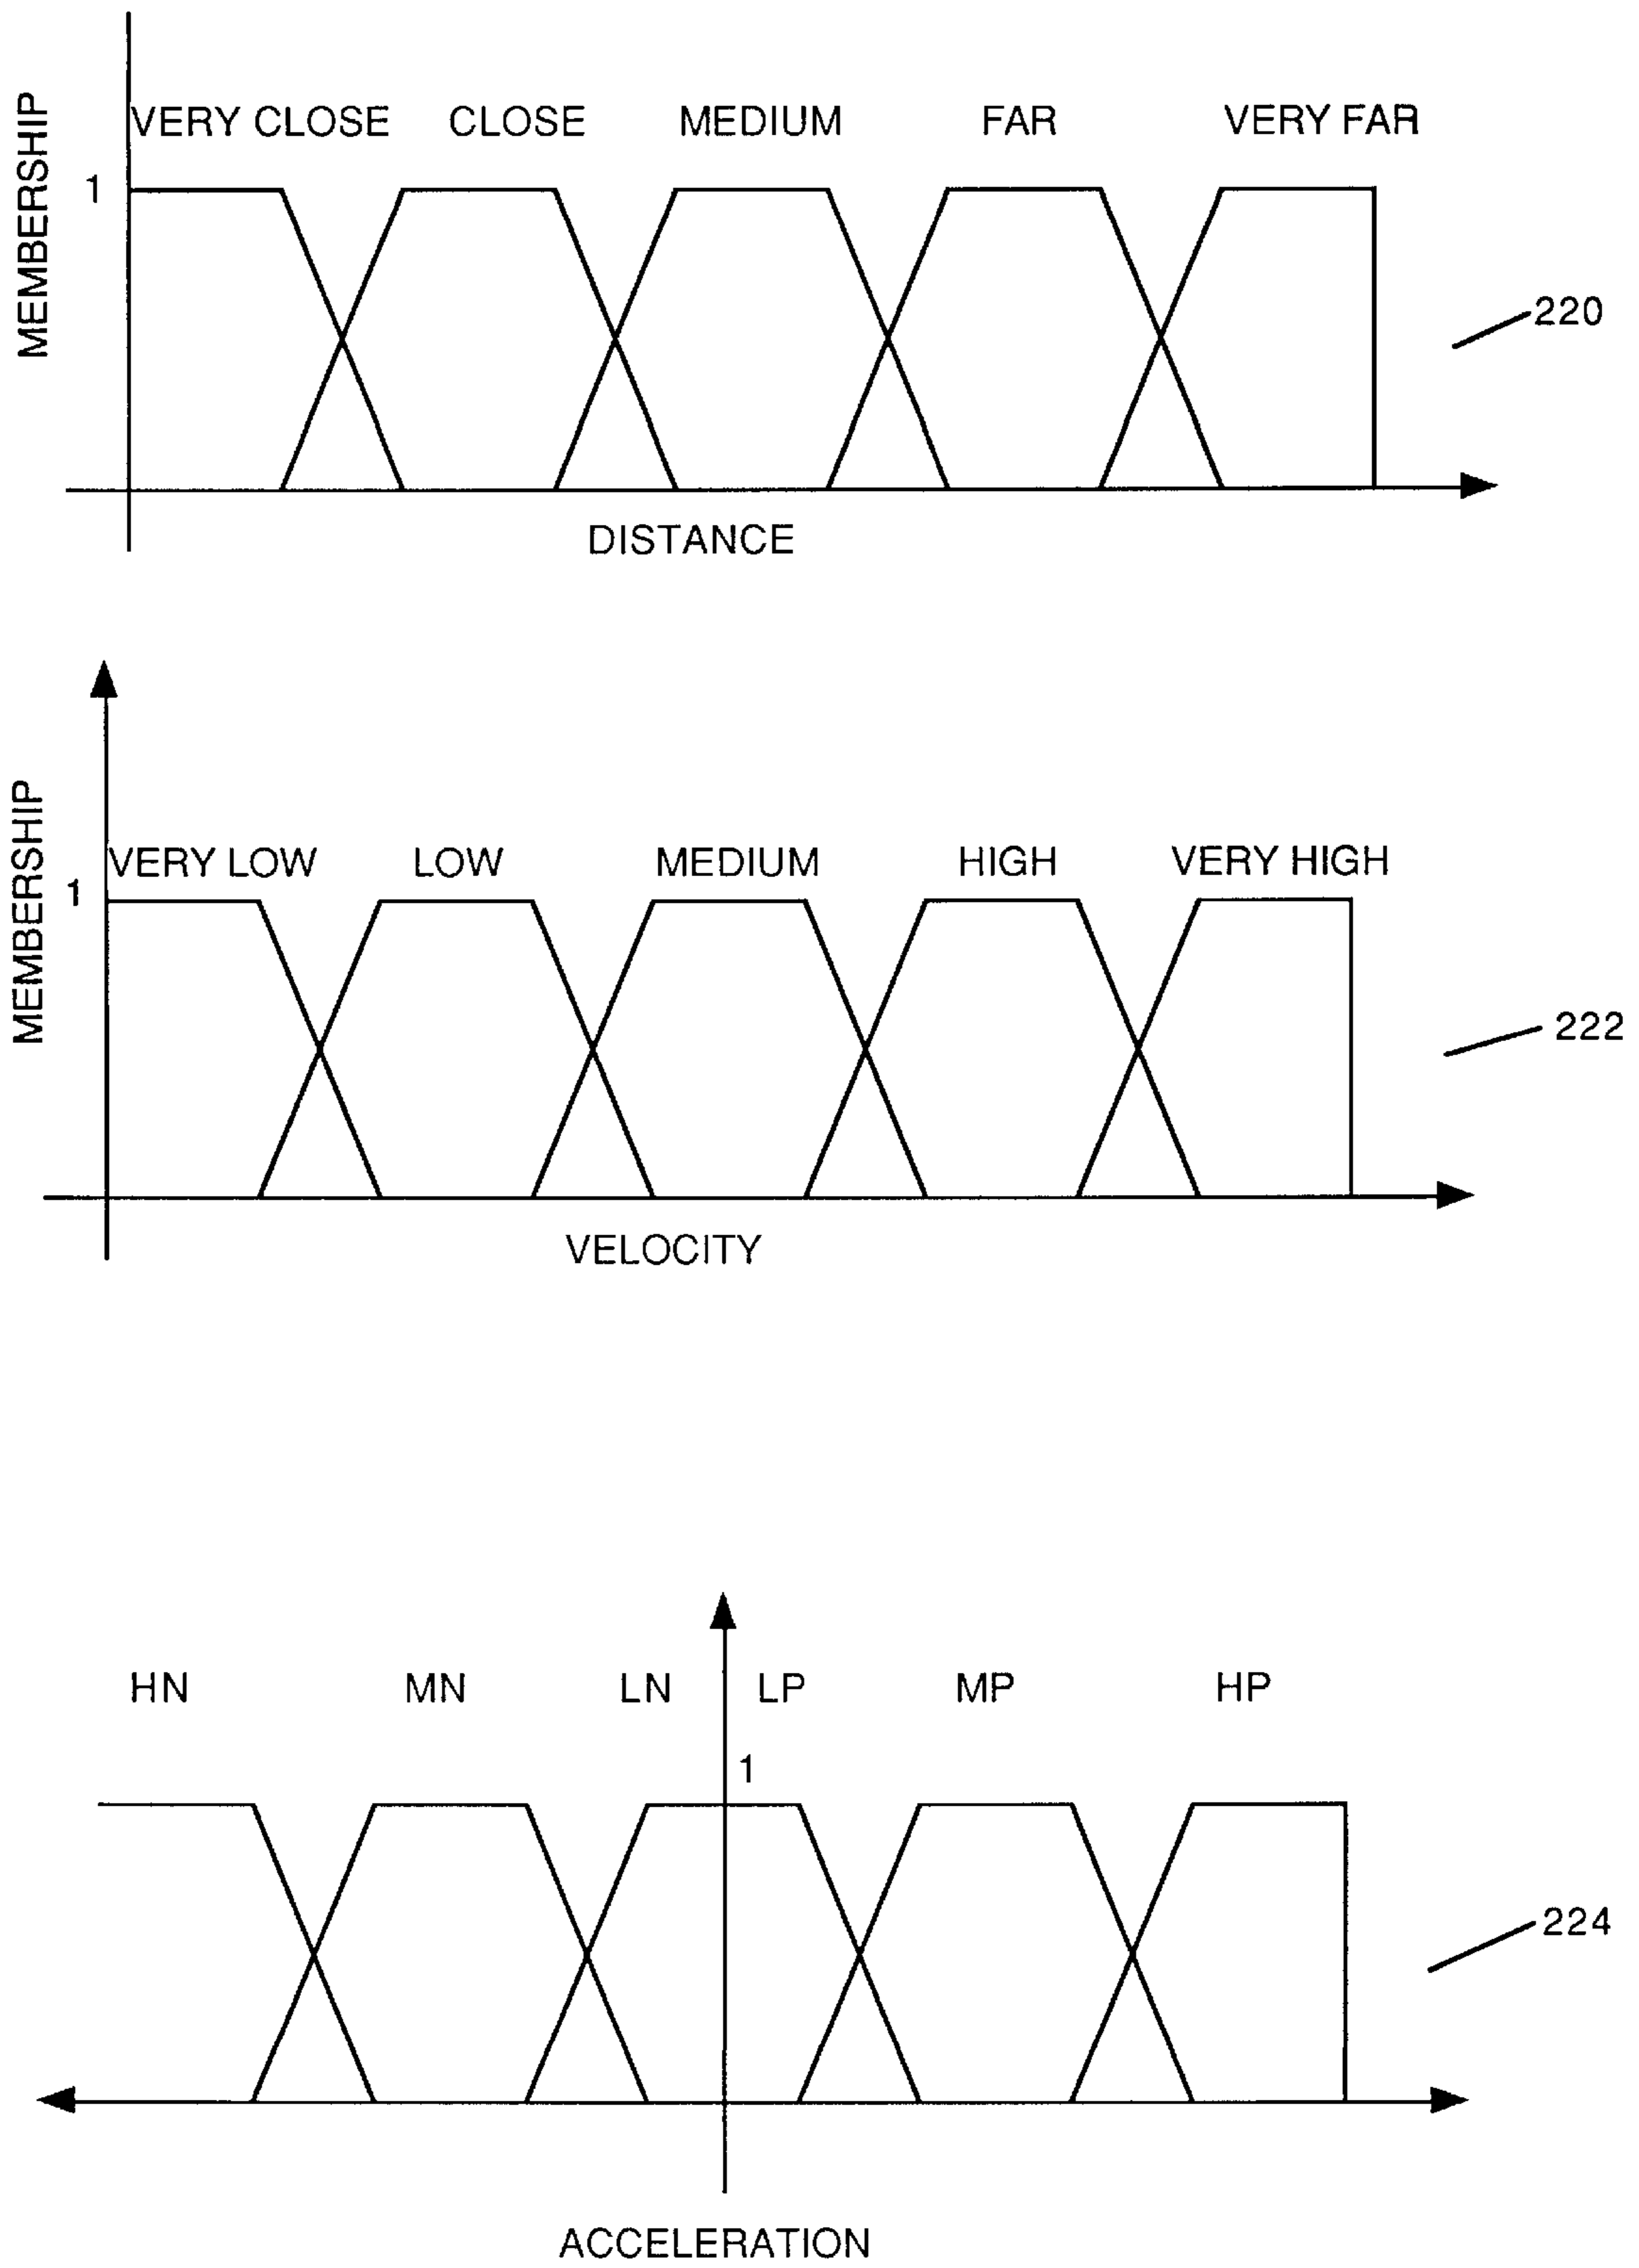 MEMBERSHIP
VERY CLOSE CLOSE MEDIUM FAR VERY FAR
1
220
DISTANCE
MEMBERSHIP
VERY LOW LOW MEDIUM HIGH VERY HIGH
1
222
VELOCITY
HN MN LN LP MP HP
1
224
ACCELERATION